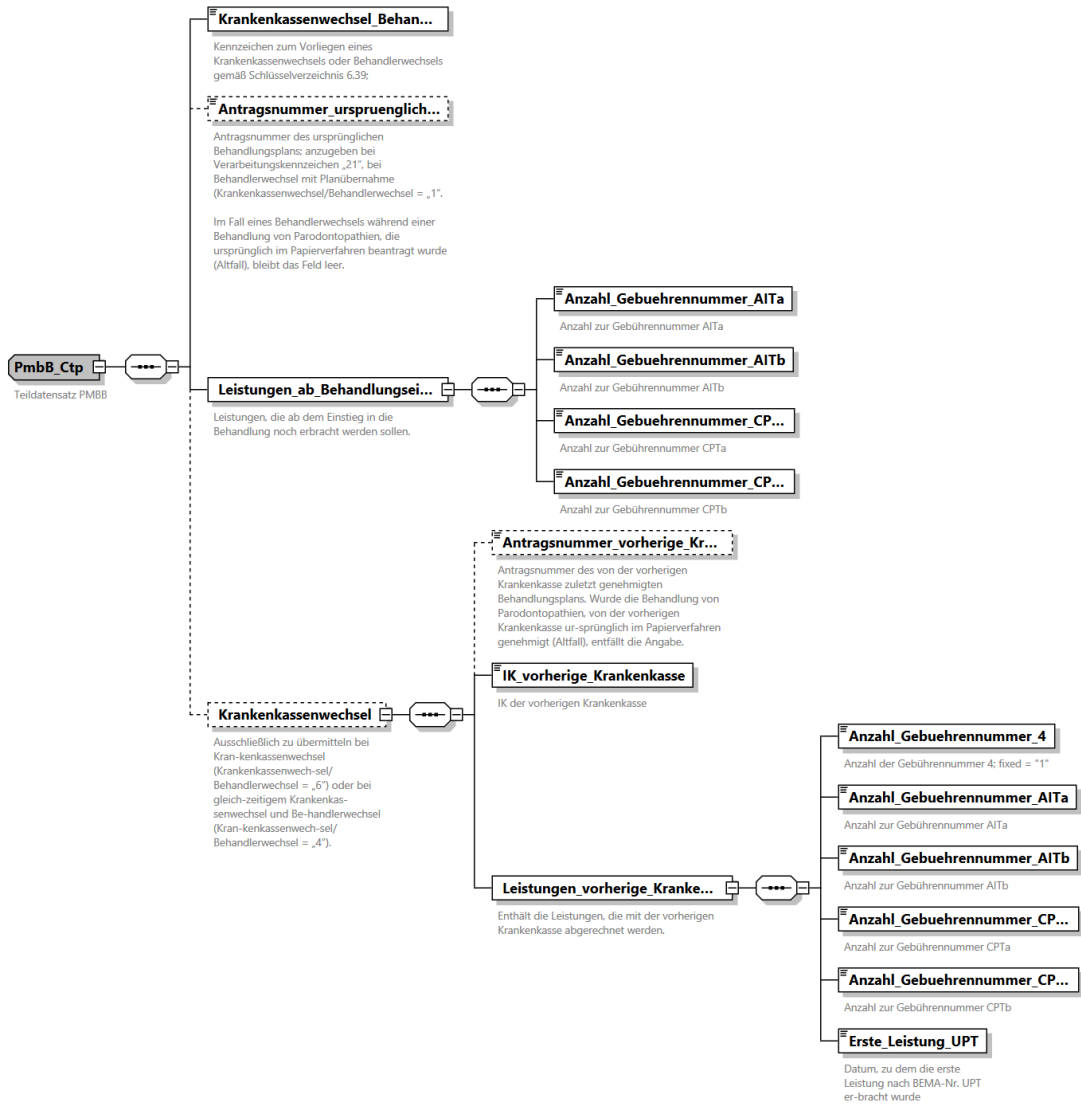 Krankenkassenwechsel_Behan...
Kennzeichen zum Vorliegen eines
Krankenkassenwechsels oder Behandlerwechsels
gemäß Schlüsselverzeichnis 6.39;
Antragsnummer_urspruenglich...
Antragsnummer des ursprünglichen
Behandlungsplans; anzugeben bei
Verarbeitungskennzeichen „21“, bei
Behandlerwechsel mit Planübernahme
(Krankenkassenwechsel/Behandlerwechsel = „1“.
Im Fall eines Behandlerwechsels während einer
Behandlung von Parodontopathien, die
ursprünglich im Papierverfahren beantragt wurde
(Altfall), bleibt das Feld leer.
PmbB_Ctp
Teildatensatz PMBB
Leistungen_ab_Behandlungsei...
Leistungen, die ab dem Einstieg in die
Behandlung noch erbracht werden sollen.
Anzahl_Gebuehrennummer_AITa
Anzahl zur Gebührennummer AITa
Anzahl_Gebuehrennummer_AITb
Anzahl zur Gebührennummer AITb
Anzahl_Gebuehrennummer_CP...
Anzahl zur Gebührennummer CPTa
Anzahl_Gebuehrennummer_CP...
Anzahl zur Gebührennummer CPTb
Krankenkassenwechsel
Ausschließlich zu übermitteln bei
Kran-kenkassenwechsel
(Krankenkassenwech-sel/
Behandlerwechsel = „6“) oder bei
gleich-zeitigem Krankenkas-
senwechsel und Be-handlerwechsel
(Kran-kenkassenwech-sel/
Behandlerwechsel = „4“).
Antragsnummer_vorherige_Kr...
Antragsnummer des von der vorherigen
Krankenkasse zuletzt genehmigten
Behandlungsplans. Wurde die Behandlung von
Parodontopathien, von der vorherigen
Krankenkasse ur-sprünglich im Papierverfahren
genehmigt (Altfall), entfällt die Angabe.
IK_vorherige_Krankenkasse
IK der vorherigen Krankenkasse
Leistungen_vorherige_Kranke...
Enthält die Leistungen, die mit der vorherigen
Krankenkasse abgerechnet werden.
Anzahl_Gebuehrennummer_4
Anzahl der Gebührennummer 4; fixed = "1"
Anzahl_Gebuehrennummer_AITa
Anzahl zur Gebührennummer AITa
Anzahl_Gebuehrennummer_AITb
Anzahl zur Gebührennummer AITb
Anzahl_Gebuehrennummer_CP...
Anzahl zur Gebührennummer CPTa
Anzahl_Gebuehrennummer_CP...
Anzahl zur Gebührennummer CPTb
Erste_Leistung_UPT
Datum, zu dem die erste
Leistung nach BEMA-Nr. UPT
er-bracht wurde